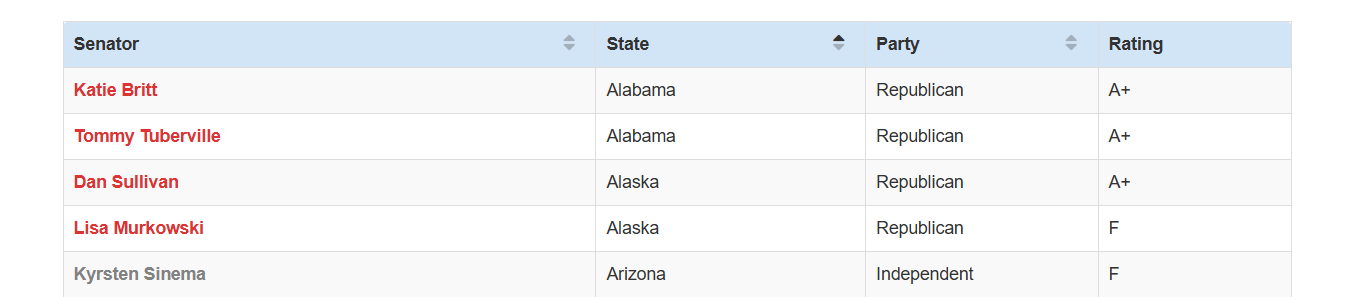 Senator State Party Rating
Katie Britt Alabama Republican A+
Tommy Tuberville Alabama Republican A+
Dan Sullivan Alaska Republican A+
Lisa Murkowski Alaska Republican F
Kyrsten Sinema Arizona Independent F